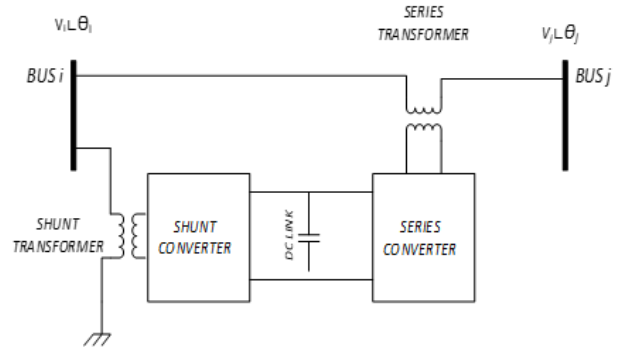 SERIES
TRANSFORMER
Vi∟θi
Vj∟θj
BUS i
BUS j
SHUNT
TRANSFORMER
SHUNT
CONVERTER
DC LINK
SERIES
CONVERTER